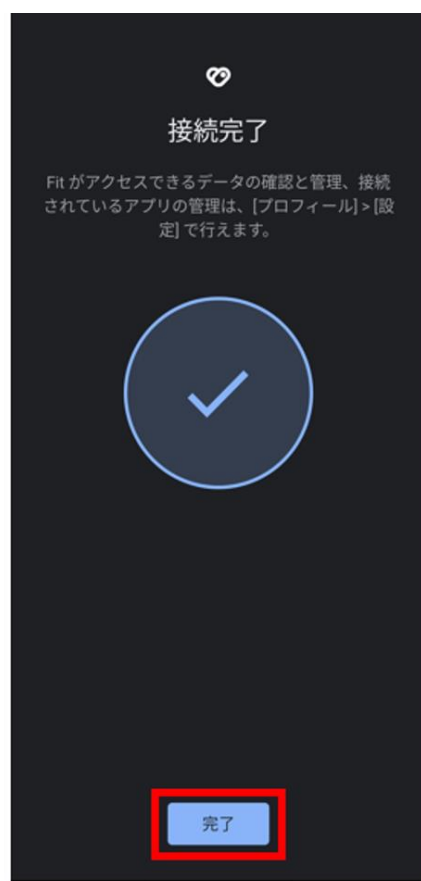 接続完了
Fit がアクセスできるデータの確認と管理、接続
されているアプリの管理は、[プロフィール] > [設
定] で行えます。
完了